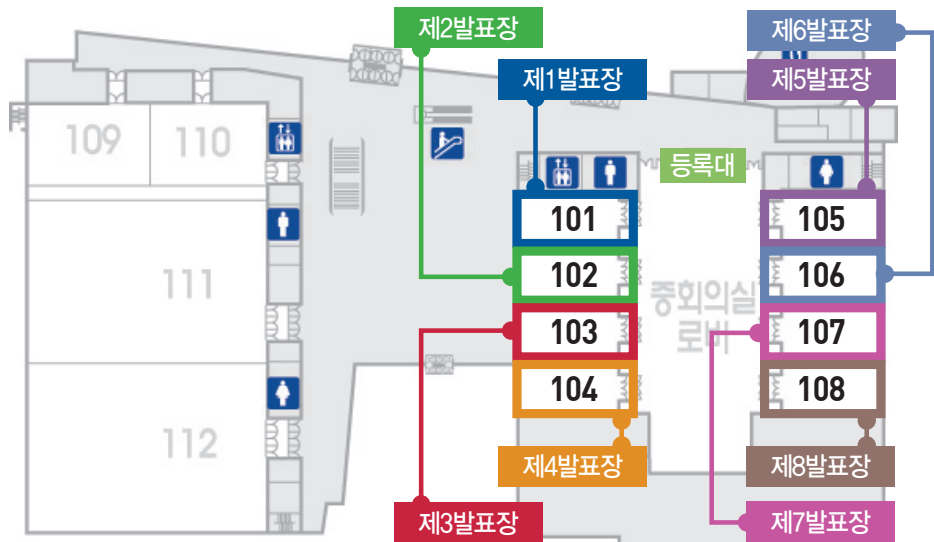 제2발표장
제6발표장
제1발표장
제5발표장
109
110
등록대
101
105
102
106
111
중회의실
로비
103
107
104
108
112
제4발표장
제8발표장
제3발표장
제7발표장